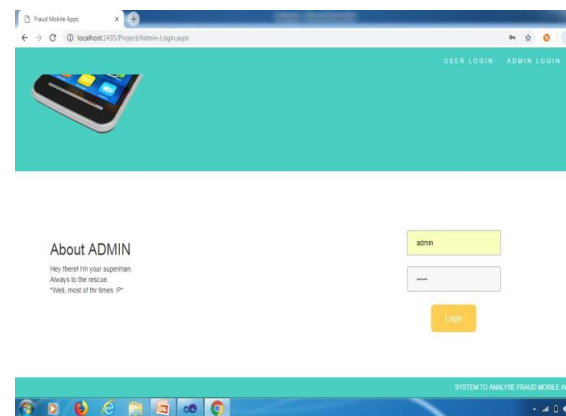 Fraud Mobile Apps
localhost:1435/Project/Admin-Login.aspx
USER LOGIN ADMIN LOGIN
About ADMIN
Hey there! I'm your superman.
Always to the rescue.
"Well, most of thr times :P"
admin
•••••
Login
SYSTEM TO ANALYSE FRAUD MOBILE A